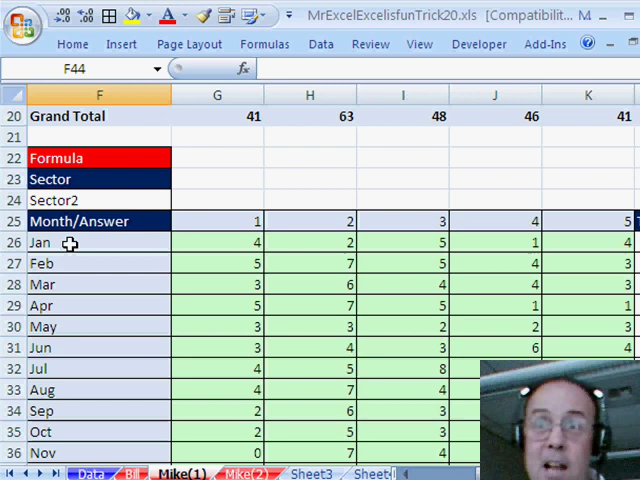 MrExcelExcelisfunTrick20.xls [Compatibility... M
Home Insert Page Layout Formulas Data Review View Developer Add-Ins
F44 fx
F G H I J K
20 Grand Total 41 63 48 46 41
21
22 Formula
23 Sector
24 Sector2
25 Month/Answer 1 2 3 4 5
26 Jan 4 2 5 1 4
27 Feb 5 7 5 4 3
28 Mar 3 6 4 4 3
29 Apr 5 7 5 1 1
30 May 3 3 2 2 3
31 Jun 3 4 3 6 4
32 Jul 4 5 8
33 Aug 4 7 4
34 Sep 2 6 3
35 Oct 2 5 3
36 Nov 0 7 4
Data Bill Mike(1) Mike(2) Sheet3 Sheet4